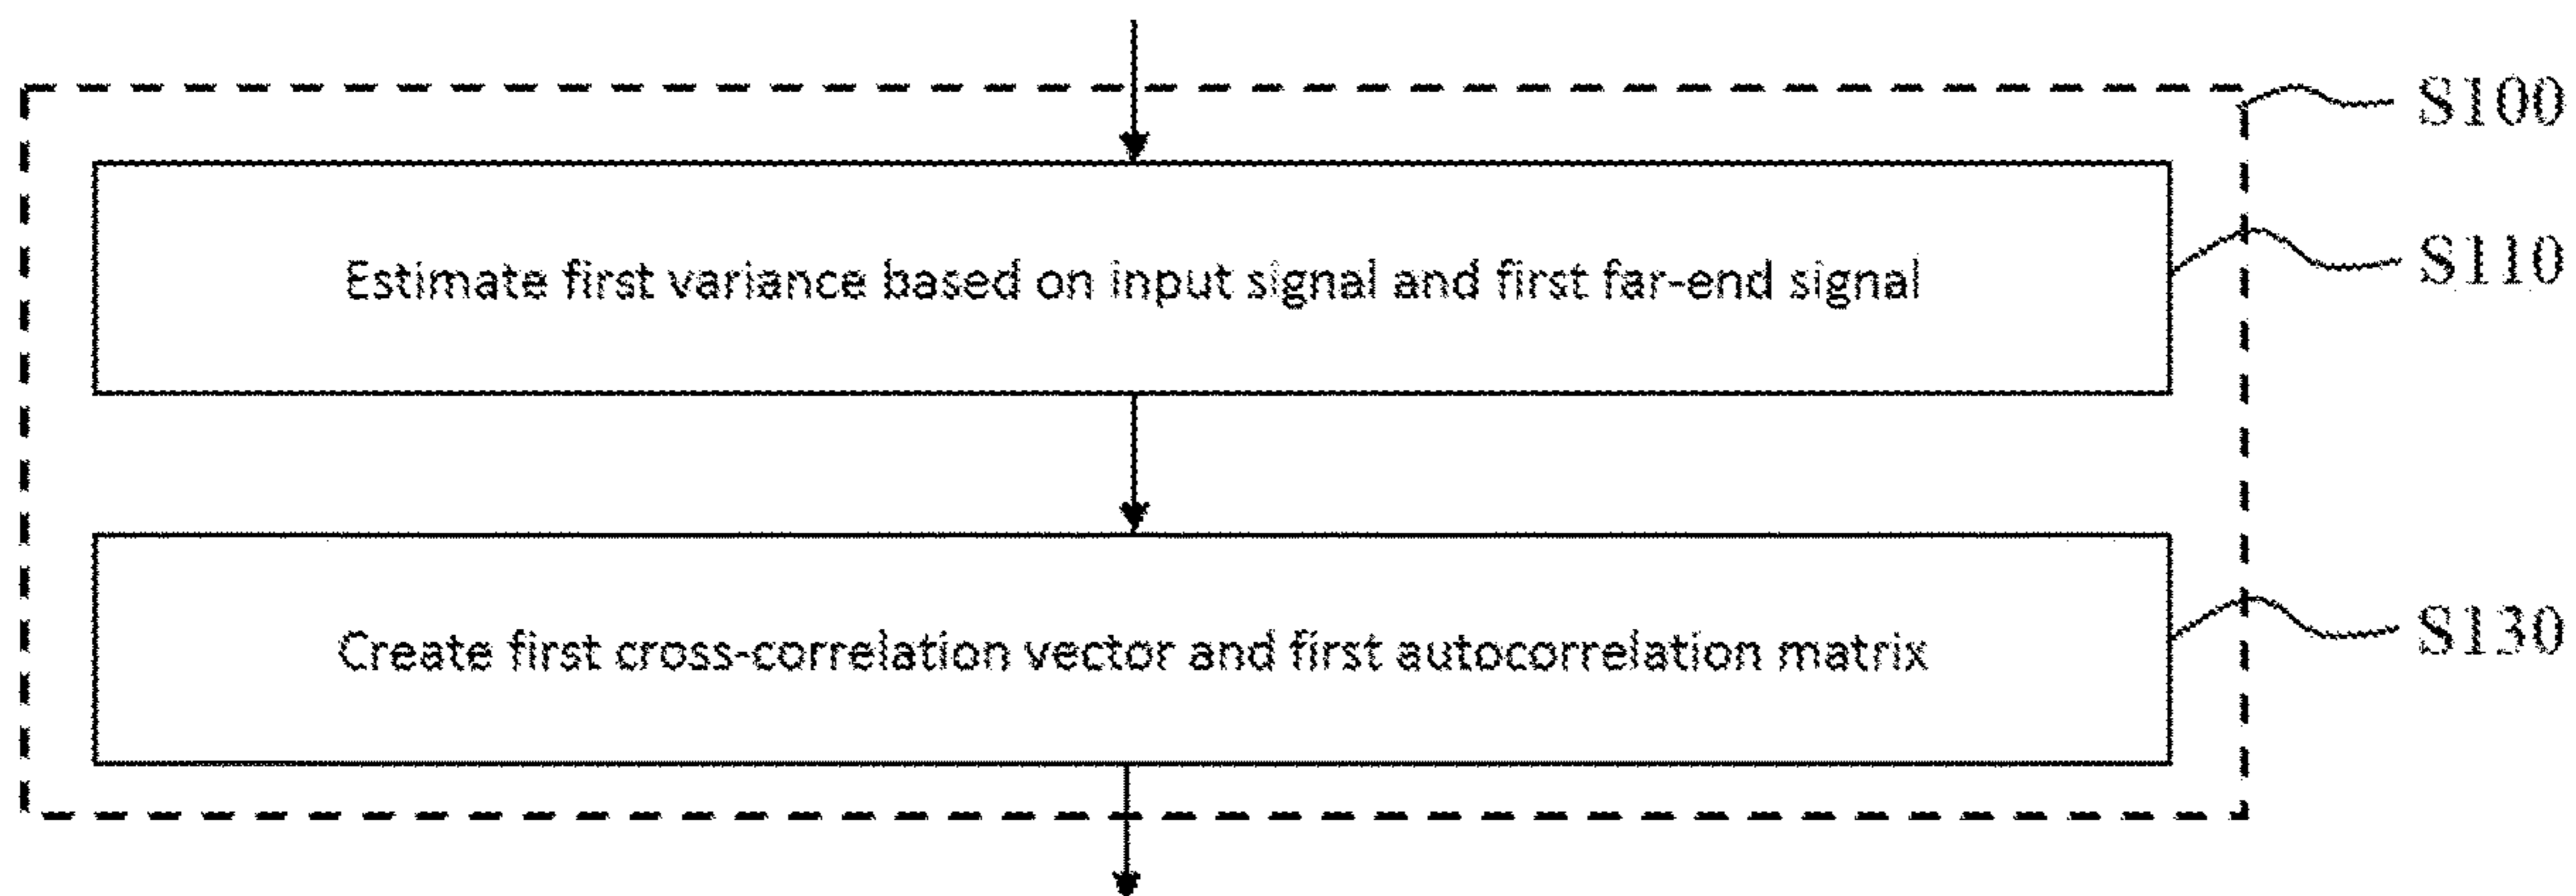 S100
Estimate first variance based on input signal and first far-end signal
S110
Create first cross-correlation vector and first autocorrelation matrix
S130